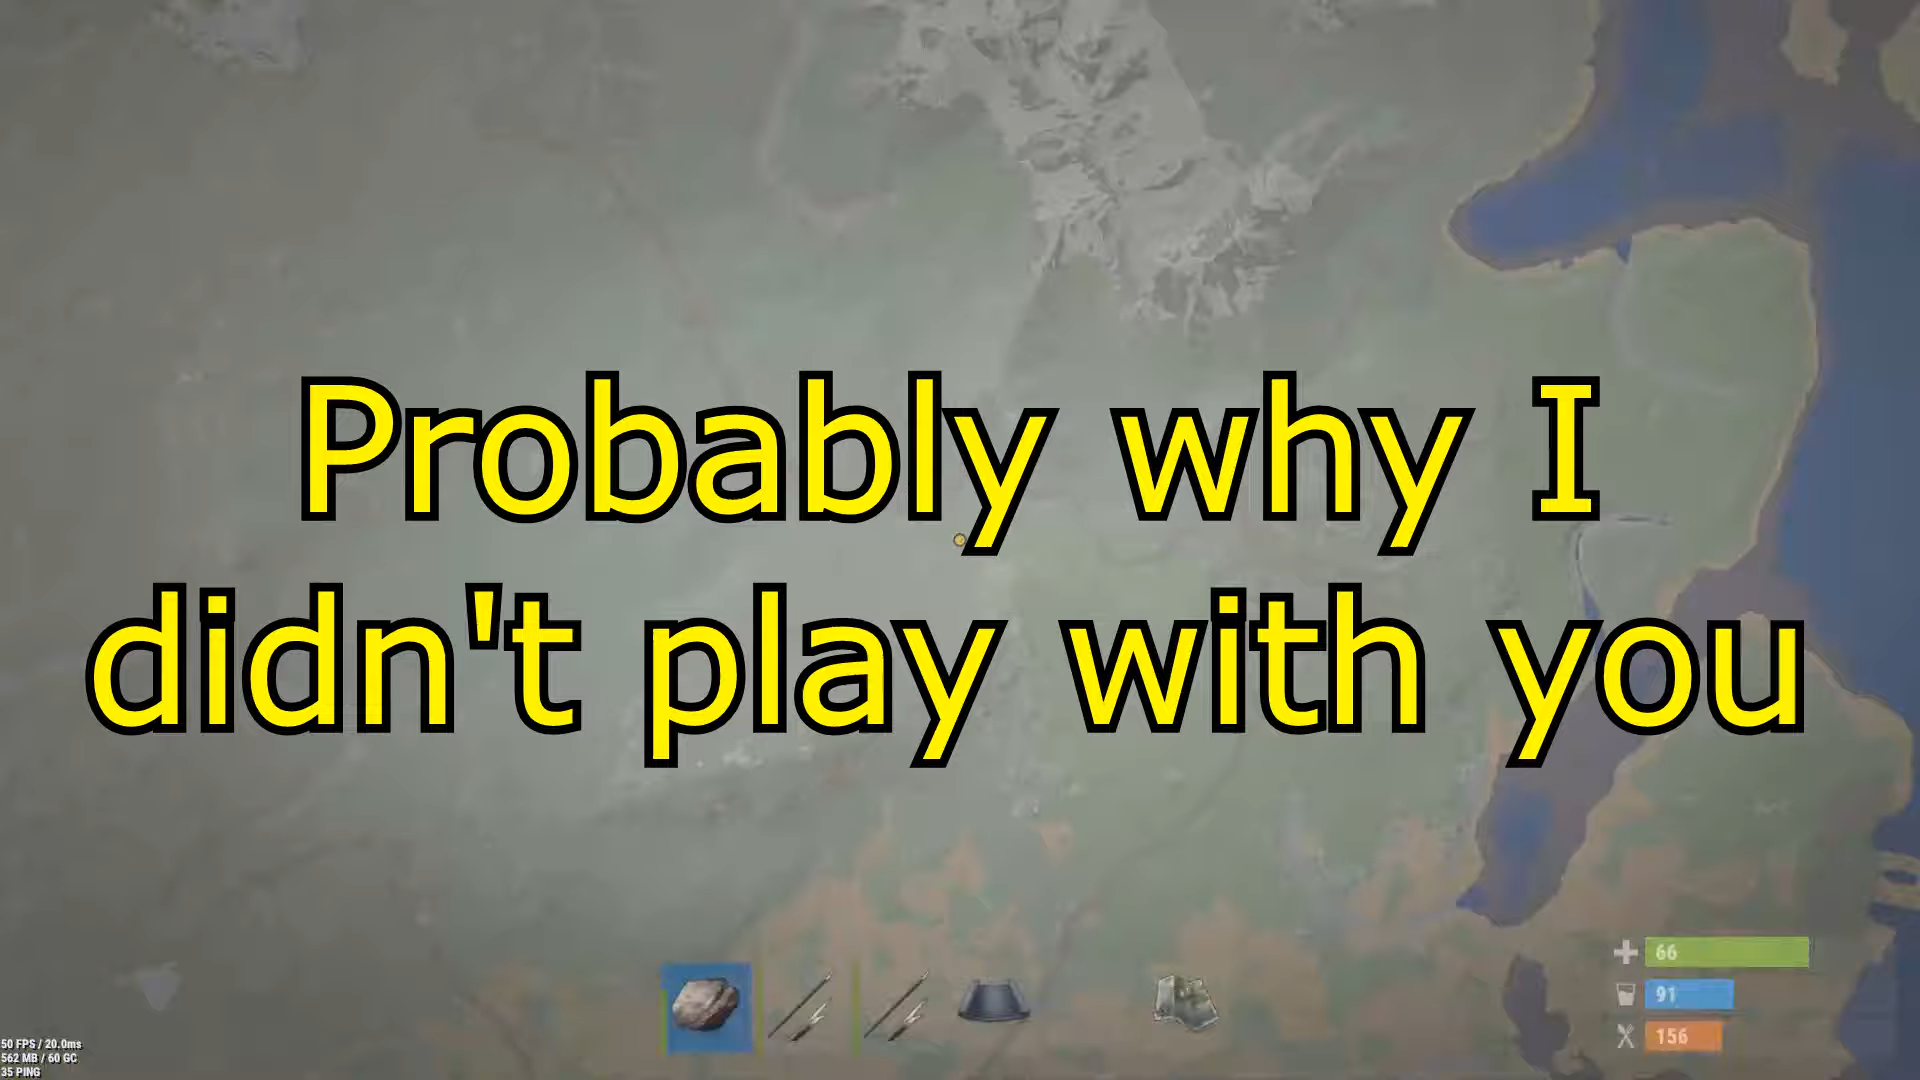 Probably why I
didn't play with you
66
91
156
50 FPS / 20.0ms
562 MB / 60 GC
35 PING